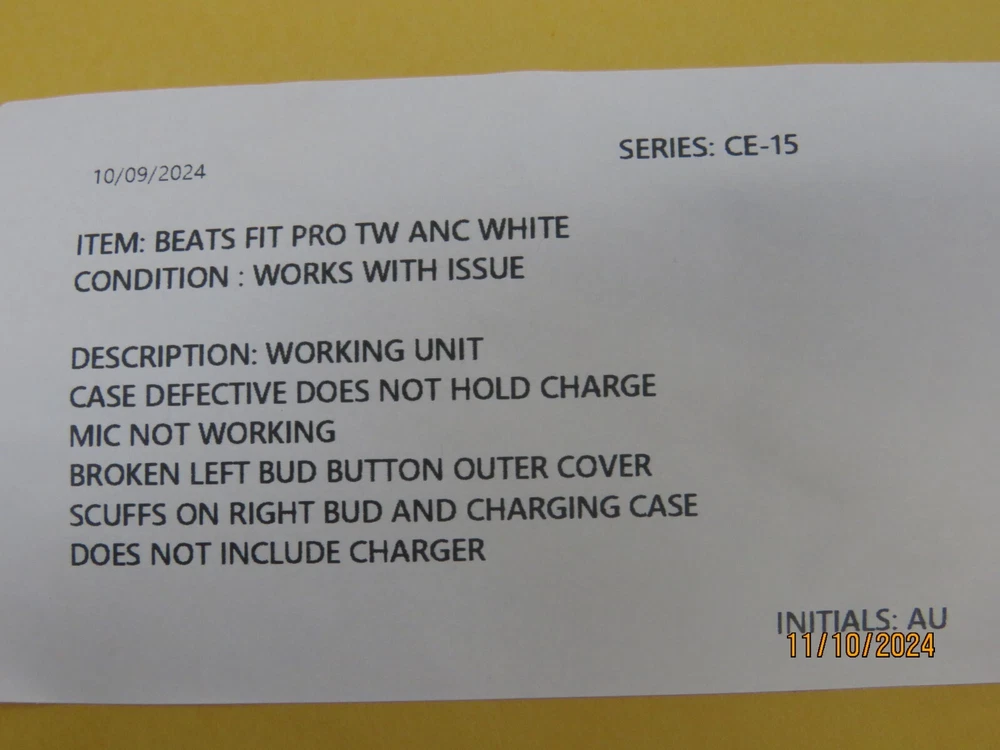 SERIES: CE-15
10/09/2024
ITEM: BEATS FIT PRO TW ANC WHITE
CONDITION : WORKS WITH ISSUE
DESCRIPTION: WORKING UNIT
CASE DEFECTIVE DOES NOT HOLD CHARGE
MIC NOT WORKING
BROKEN LEFT BUD BUTTON OUTER COVER
SCUFFS ON RIGHT BUD AND CHARGING CASE
DOES NOT INCLUDE CHARGER
INITIALS: AU
11/10/2024